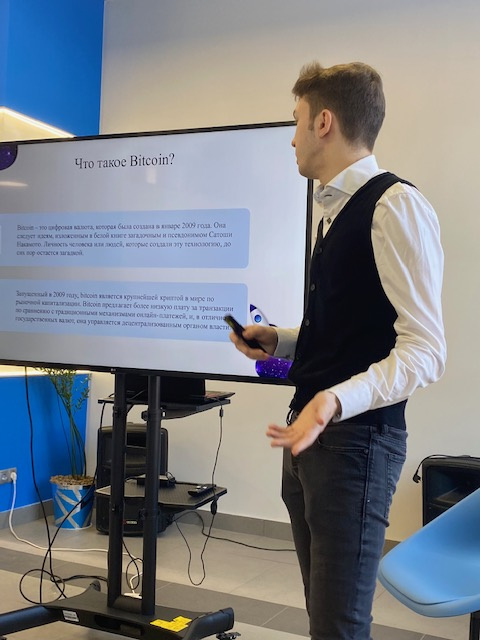 Что такое Bitcoin?
Bitcoin – это цифровая валюта, которая была создана в январе 2009 года. Она
следует идеям, изложенным в белой книге загадочным и псевдонимом Сатоши
Накамото. Личность человека или людей, которые создали эту технологию, до
сих пор остается загадкой.
Запущенный в 2009 году, bitcoin является крупнейшей криптой в мире по
рыночной капитализации. Bitcoin предлагает более низкую плату за транзакции
по сравнению с традиционными механизмами онлайн-платежей, и, в отличие
государственных валют, она управляется децентрализованным органом власти